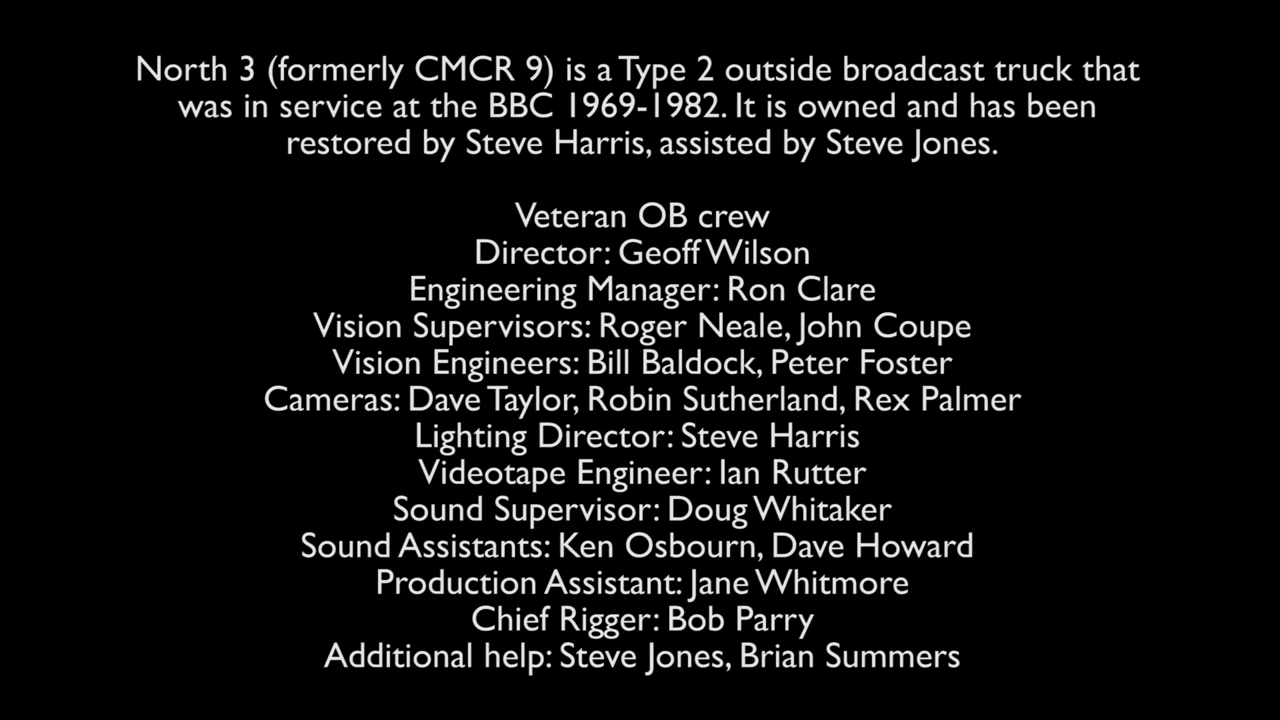 North 3 (formerly CMCR 9) is a Type 2 outside broadcast truck that
was in service at the BBC 1969-1982. It is owned and has been
restored by Steve Harris, assisted by Steve Jones.
Veteran OB crew
Director: Geoff Wilson
Engineering Manager: Ron Clare
Vision Supervisors: Roger Neale, John Coupe
Vision Engineers: Bill Baldock, Peter Foster
Cameras: Dave Taylor, Robin Sutherland, Rex Palmer
Lighting Director: Steve Harris
Videotape Engineer: Ian Rutter
Sound Supervisor: Doug Whitaker
Sound Assistants: Ken Osbourn, Dave Howard
Production Assistant: Jane Whitmore
Chief Rigger: Bob Parry
Additional help: Steve Jones, Brian Summers